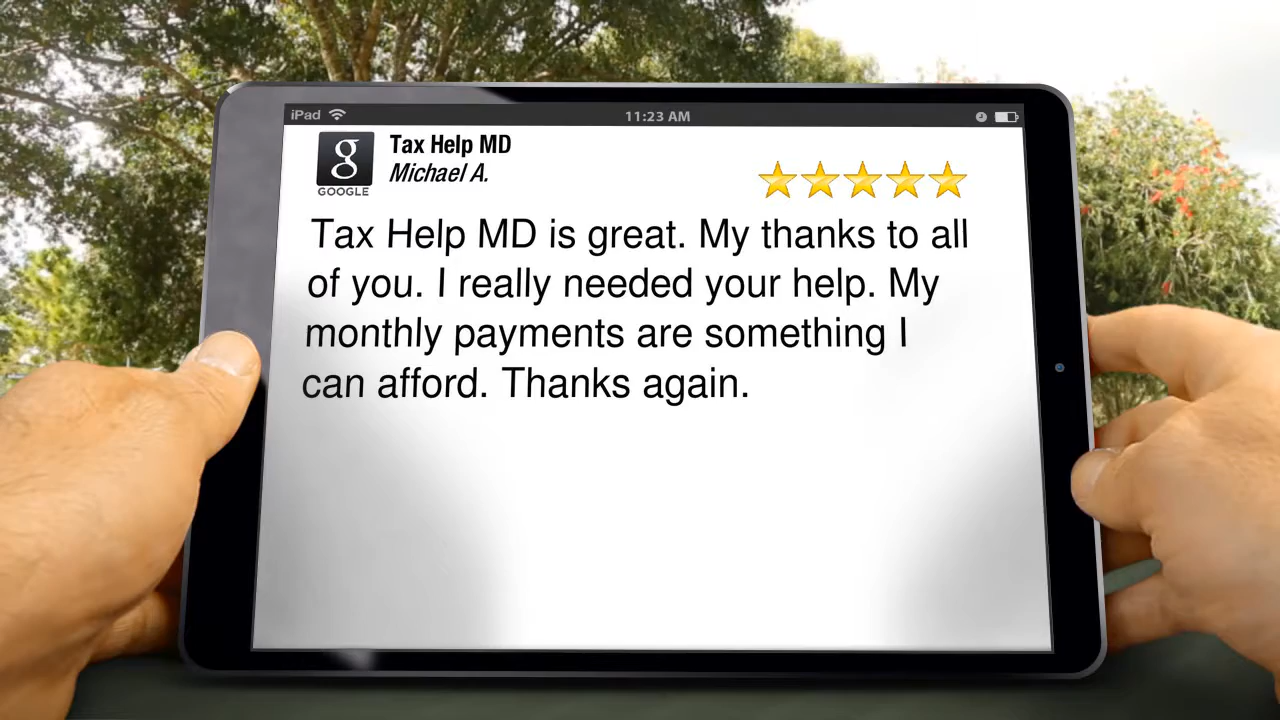 iPad 11:23 AM
g
GOOGLE
Tax Help MD
Michael A.
Tax Help MD is great. My thanks to all
of you. I really needed your help. My
monthly payments are something I
can afford. Thanks again.